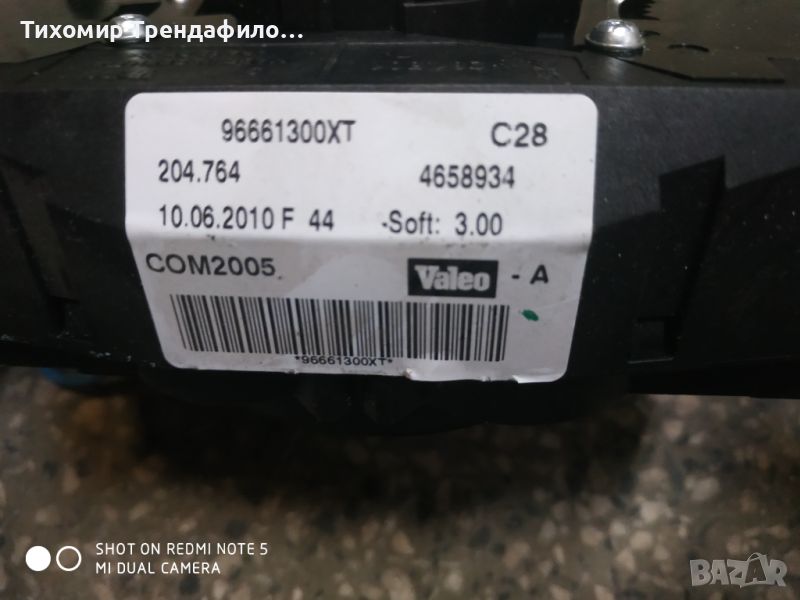 Тихомир Трендафило...
96661300XT C28
204.764 4658934
10.06.2010 F 44 -Soft: 3.00
COM2005 Valeo - A
*96661300XT*
SHOT ON REDMI NOTE 5
MI DUAL CAMERA
BAZAR